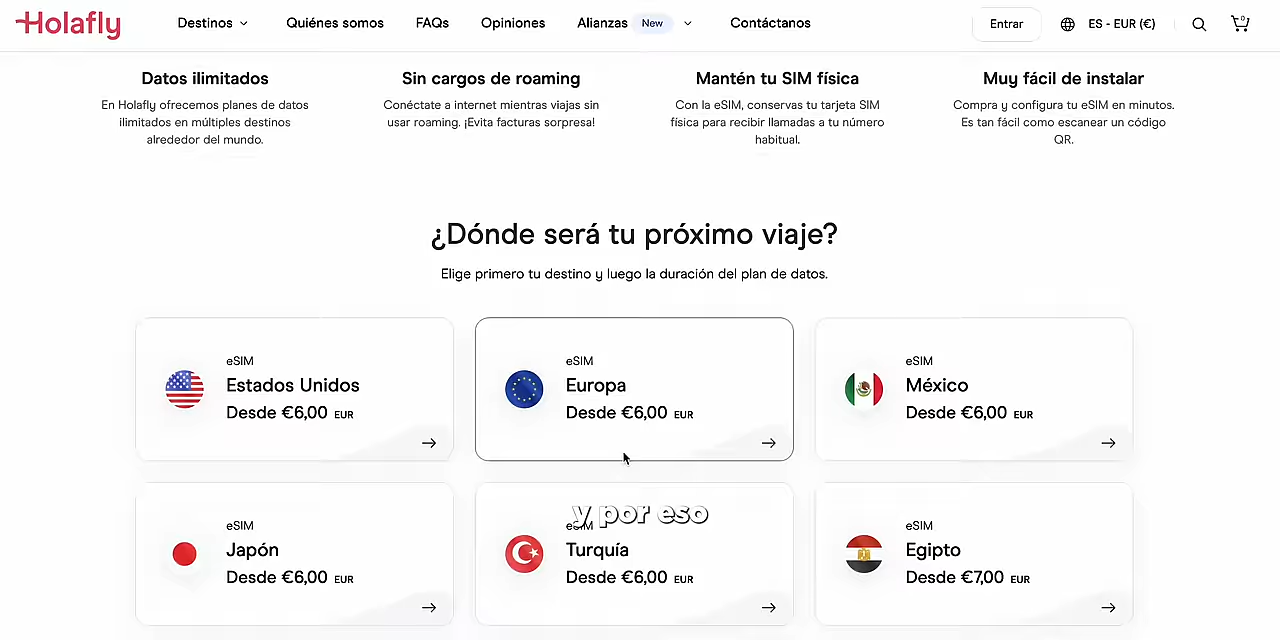 Holafly
Destinos
Quiénes somos
FAQs
Opiniones
Alianzas New
Contáctanos
Entrar
ES - EUR (€)
0
Datos ilimitados
En Holafly ofrecemos planes de datos
ilimitados en múltiples destinos
alrededor del mundo.
Sin cargos de roaming
Conéctate a internet mientras viajas sin
usar roaming. ¡Evita facturas sorpresa!
Mantén tu SIM física
Con la eSIM, conservas tu tarjeta SIM
física para recibir llamadas a tu número
habitual.
Muy fácil de instalar
Compra y configura tu eSIM en minutos.
Es tan fácil como escanear un código
QR.
¿Dónde será tu próximo viaje?
Elige primero tu destino y luego la duración del plan de datos.
eSIM
Estados Unidos
Desde €6,00 EUR
eSIM
Europa
Desde €6,00 EUR
eSIM
México
Desde €6,00 EUR
eSIM
Japón
Desde €6,00 EUR
y por eso
eSIM
Turquía
Desde €6,00 EUR
eSIM
Egipto
Desde €7,00 EUR